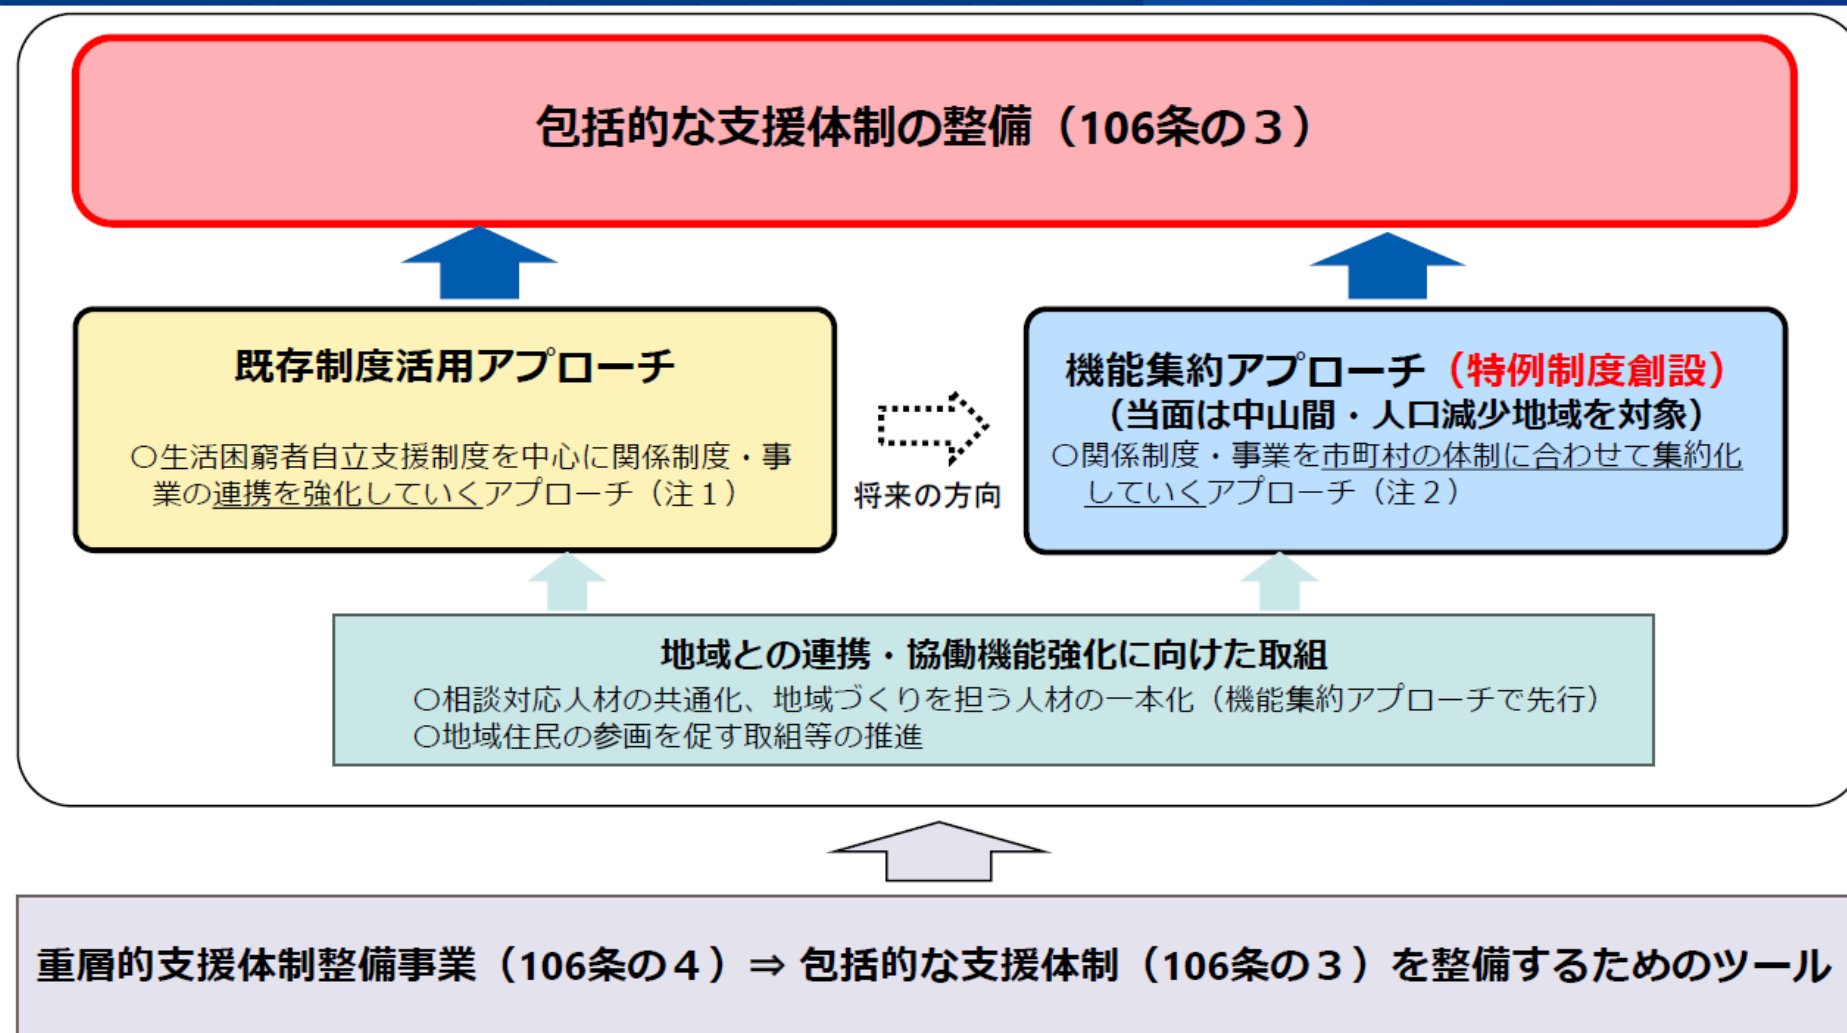 包括的な支援体制の整備（106条の３）
既存制度活用アプローチ
○生活困窮者自立支援制度を中心に関係制度・事
業の連携を強化していくアプローチ（注１）
将来の方向
機能集約アプローチ（特例制度創設）
（当面は中山間・人口減少地域を対象）
○関係制度・事業を市町村の体制に合わせて集約化
していくアプローチ（注２）
地域との連携・協働機能強化に向けた取組
○相談対応人材の共通化、地域づくりを担う人材の一本化（機能集約アプローチで先行）
○地域住民の参画を促す取組等の推進
重層的支援体制整備事業（106条の４）⇒ 包括的な支援体制（106条の３）を整備するためのツール